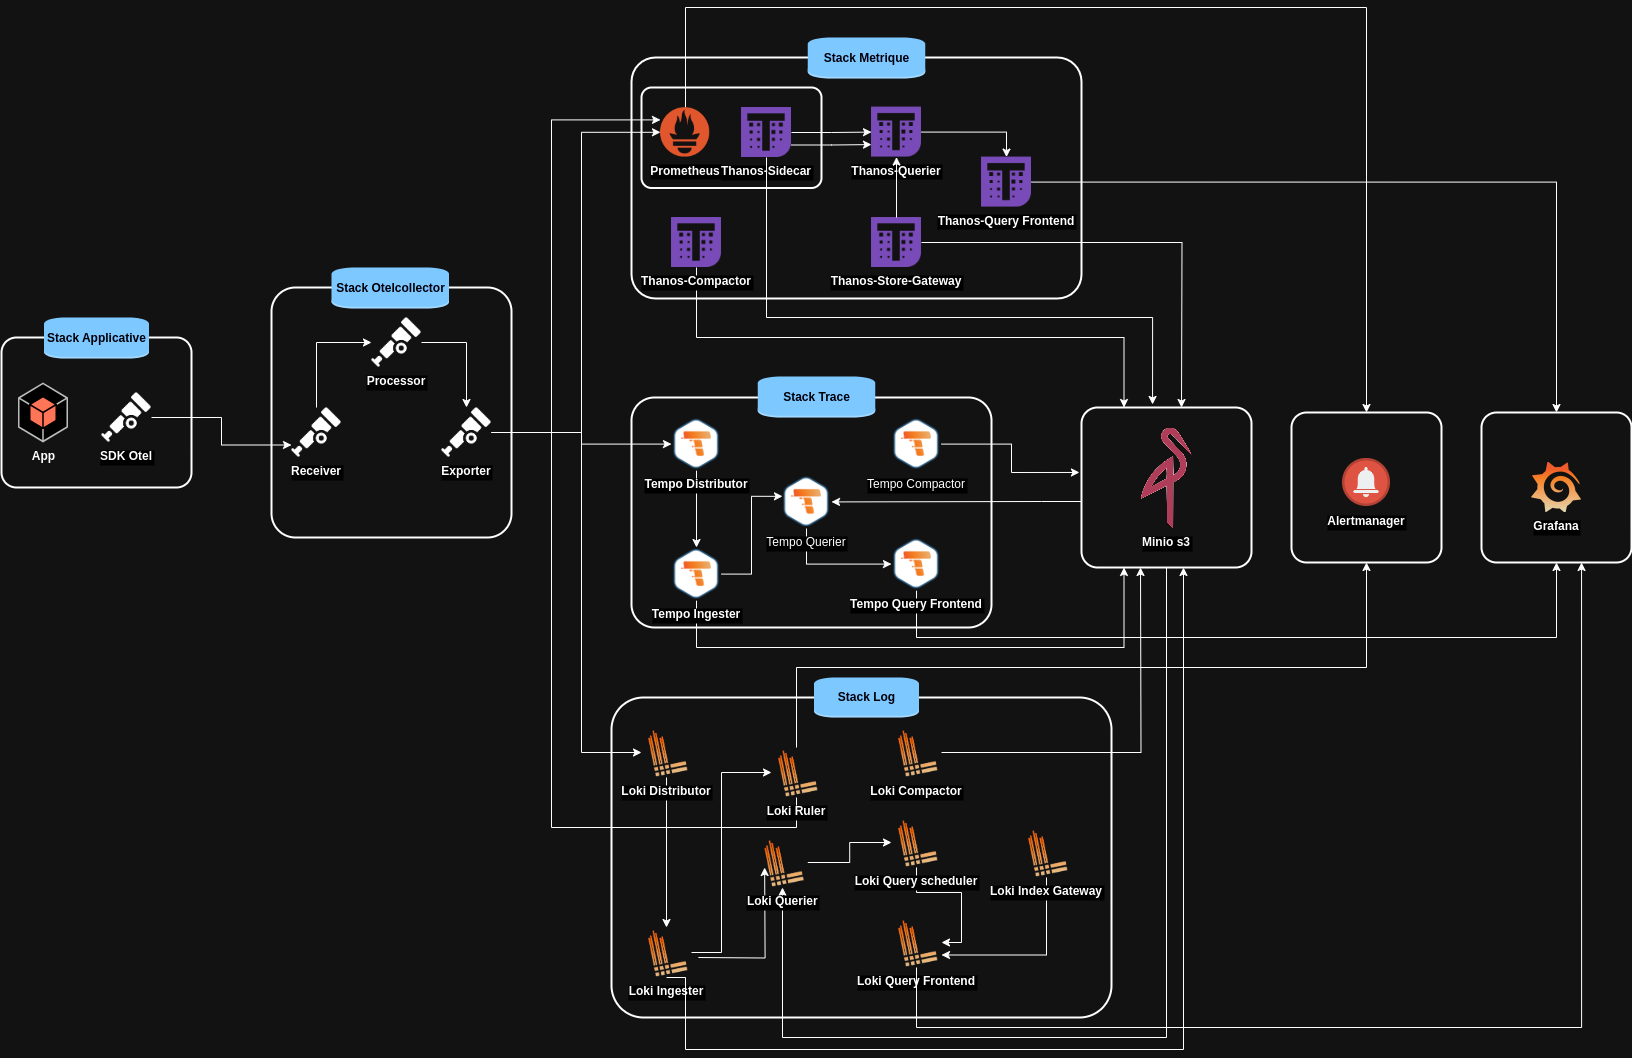 Stack Metrique
Prometheus
Thanos-Sidecar
Thanos-Querier
Thanos-Query Frontend
Thanos-Compactor
Thanos-Store-Gateway
Stack Otelcollector
Processor
Receiver
Exporter
Stack Applicative
App
SDK Otel
Stack Trace
Tempo Distributor
Tempo Compactor
Tempo Querier
Tempo Ingester
Tempo Query Frontend
Minio s3
Alertmanager
Grafana
Stack Log
Loki Distributor
Loki Ruler
Loki Compactor
Loki Querier
Loki Query scheduler
Loki Index Gateway
Loki Ingester
Loki Query Frontend